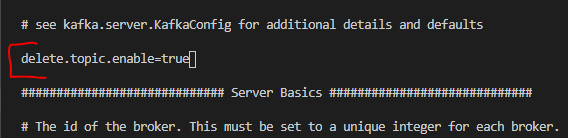 # see kafka.server.KafkaConfig for additional details and defaults
delete.topic.enable=true
############################# Server Basics #############################
# The id of the broker. This must be set to a unique integer for each broker.